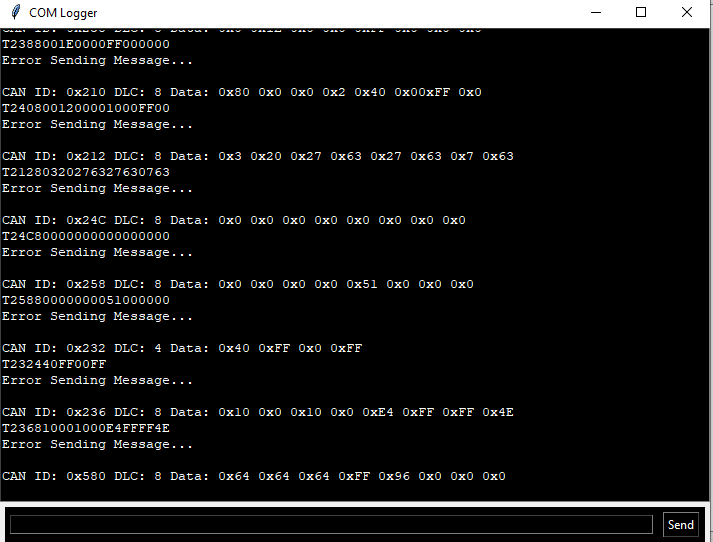 COM Logger
T2388001E0000FF000000
Error Sending Message...
CAN ID: 0x210 DLC: 8 Data: 0x80 0x0 0x0 0x2 0x40 0x00xFF 0x0
T2408001200001000FF00
Error Sending Message...
CAN ID: 0x212 DLC: 8 Data: 0x3 0x20 0x27 0x63 0x27 0x63 0x7 0x63
T21280320276327630763
Error Sending Message...
CAN ID: 0x24C DLC: 8 Data: 0x0 0x0 0x0 0x0 0x0 0x0 0x0 0x0
T24C80000000000000000
Error Sending Message...
CAN ID: 0x258 DLC: 8 Data: 0x0 0x0 0x0 0x0 0x51 0x0 0x0 0x0
T25880000000051000000
Error Sending Message...
CAN ID: 0x232 DLC: 4 Data: 0x40 0xFF 0x0 0xFF
T232440FF00FF
Error Sending Message...
CAN ID: 0x236 DLC: 8 Data: 0x10 0x0 0x10 0x0 0xE4 0xFF 0xFF 0x4E
T236810001000E4FFFF4E
Error Sending Message...
CAN ID: 0x580 DLC: 8 Data: 0x64 0x64 0x64 0xFF 0x96 0x0 0x0 0x0
Send